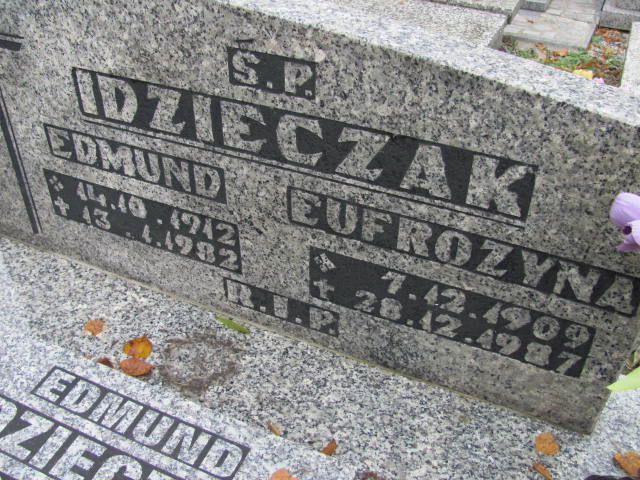 Ś.P.
IDZIECZAK
EDMUND
* 14.10.1912
+ 13.1.1982
EUFROZYNA
* 7.12.1909
+ 28.12.1987
R.I.P.
EDMUND